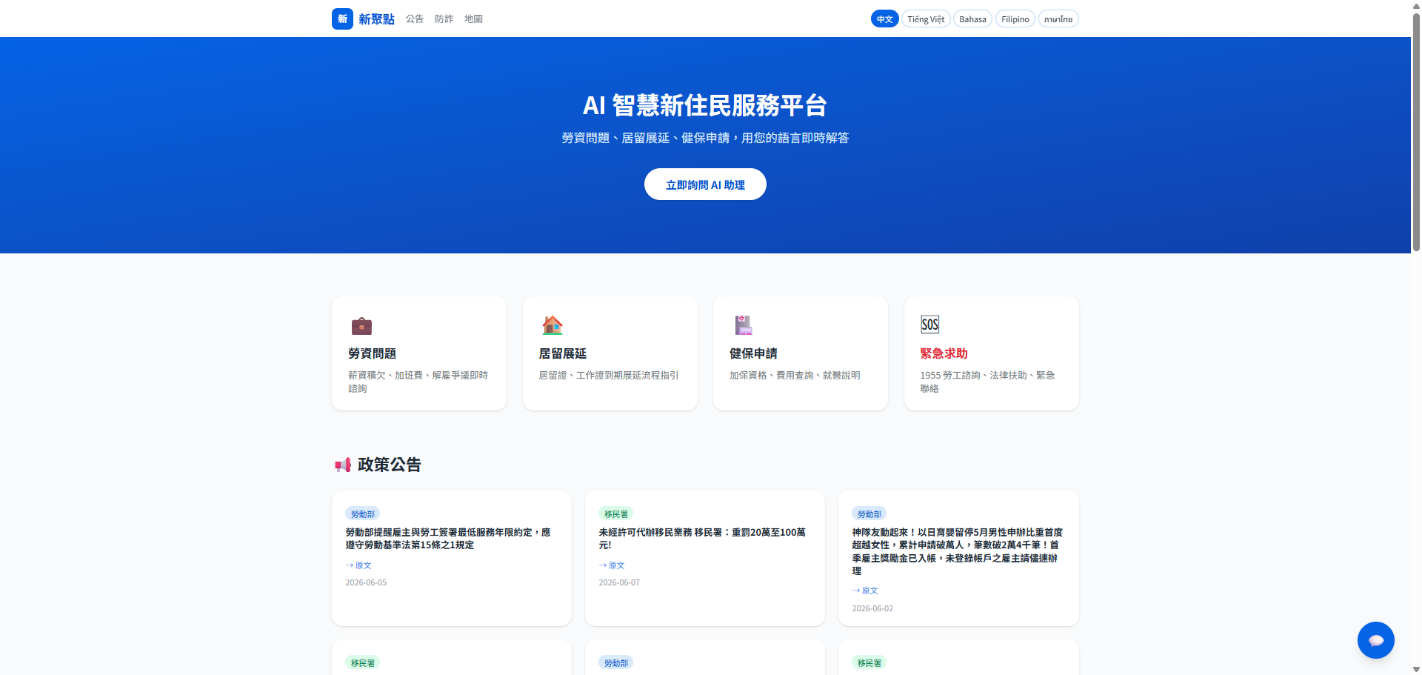 新 新聚點 公告 防詐 地圖 中文 Tiếng Việt Bahasa Filipino ภาษาไทย
AI 智慧新住民服務平台
勞資問題、居留展延、健保申請，用您的語言即時解答
立即詢問 AI 助理
SOS
勞資問題
薪資積欠、加班費、解雇爭議即時
諮詢
居留展延
居留證、工作證到期展延流程指引
健保申請
加保資格、費用查詢、就醫說明
緊急求助
1955 勞工諮詢、法律扶助、緊急
聯絡
政策公告
勞動部
勞動部提醒雇主與勞工簽署最低服務年限約定，應
遵守勞動基準法第15條之1規定
→ 原文
2026-06-05
移民署
未經許可代辦移民業務 移民署：重罰20萬至100萬
元!
→ 原文
2026-06-07
勞動部
神隊友動起來！以日育嬰留停5月男性申辦比重首度
超越女性，累計申請破萬人，筆數破2萬4千筆！首
季雇主獎勵金已入帳，未登錄帳戶之雇主請儘速辦
理
→ 原文
2026-06-02
移民署
勞動部
移民署